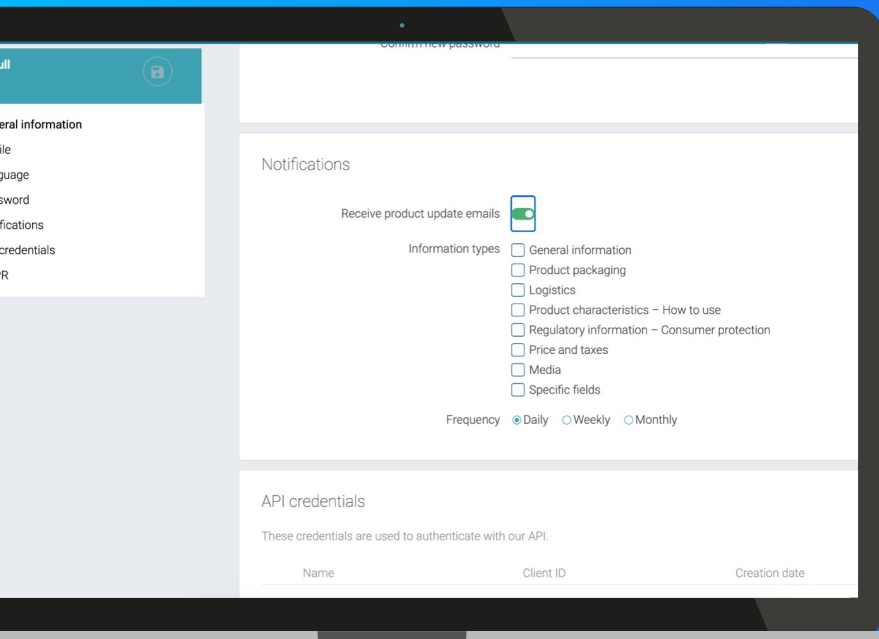 ull
Confirm new password
eral information
ile
guage
sword
fications
credentials
R
Notifications
Receive product update emails
Information types
General information
Product packaging
Logistics
Product characteristics – How to use
Regulatory information – Consumer protection
Price and taxes
Media
Specific fields
Frequency Daily Weekly Monthly
API credentials
These credentials are used to authenticate with our API.
Name Client ID Creation date